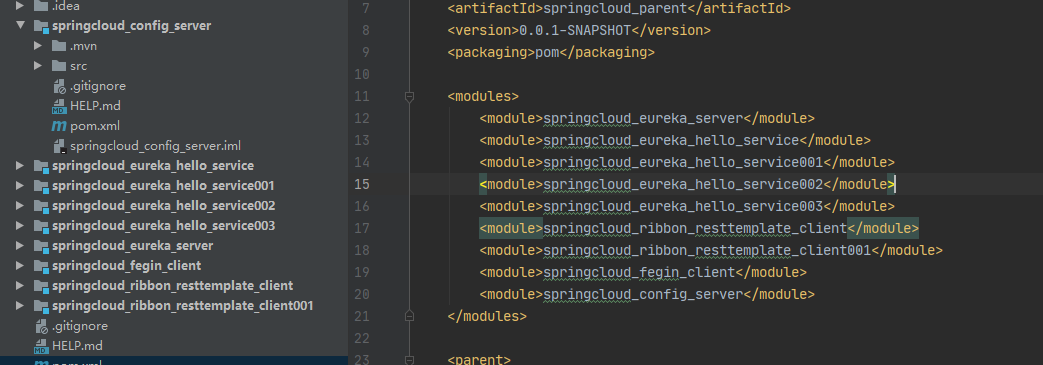 .idea
springcloud_config_server
.mvn
src
.gitignore
HELP.md
pom.xml
springcloud_config_server.iml
springcloud_eureka_hello_service
springcloud_eureka_hello_service001
springcloud_eureka_hello_service002
springcloud_eureka_hello_service003
springcloud_eureka_server
springcloud_fegin_client
springcloud_ribbon_resttemplate_client
springcloud_ribbon_resttemplate_client001
.gitignore
HELP.md
pom.xml
7 <artifactId>springcloud_parent</artifactId>
8 <version>0.0.1-SNAPSHOT</version>
9 <packaging>pom</packaging>
10
11 <modules>
12 <module>springcloud_eureka_server</module>
13 <module>springcloud_eureka_hello_service</module>
14 <module>springcloud_eureka_hello_service001</module>
15 <module>springcloud_eureka_hello_service002</module>
16 <module>springcloud_eureka_hello_service003</module>
17 <module>springcloud_ribbon_resttemplate_client</module>
18 <module>springcloud_ribbon_resttemplate_client001</module>
19 <module>springcloud_fegin_client</module>
20 <module>springcloud_config_server</module>
21 </modules>
22
23 <parent>